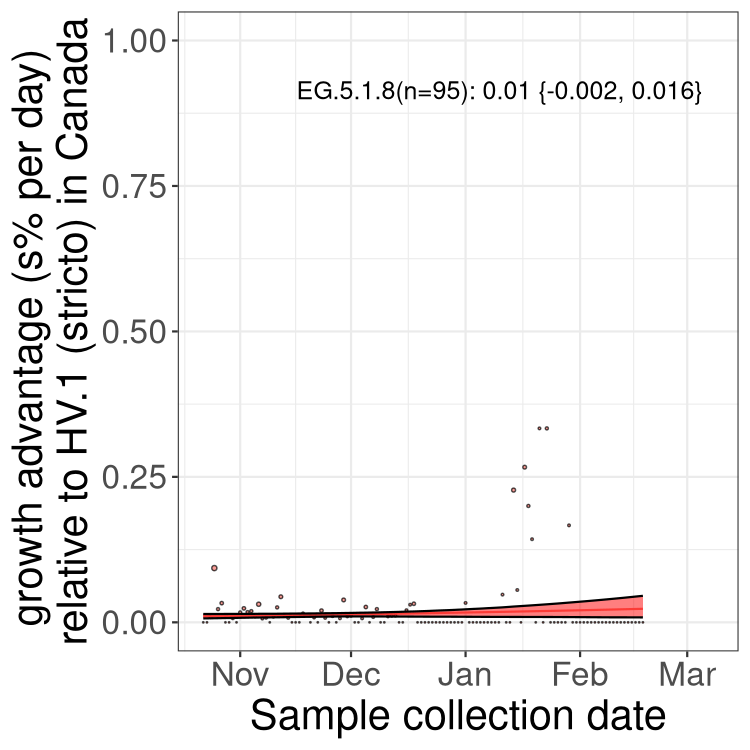 growth advantage (s% per day)
relative to HV.1 (stricto) in Canada
1.00
0.75
0.50
0.25
0.00
EG.5.1.8(n=95): 0.01 {-0.002, 0.016}
Nov Dec Jan Feb Mar
Sample collection date